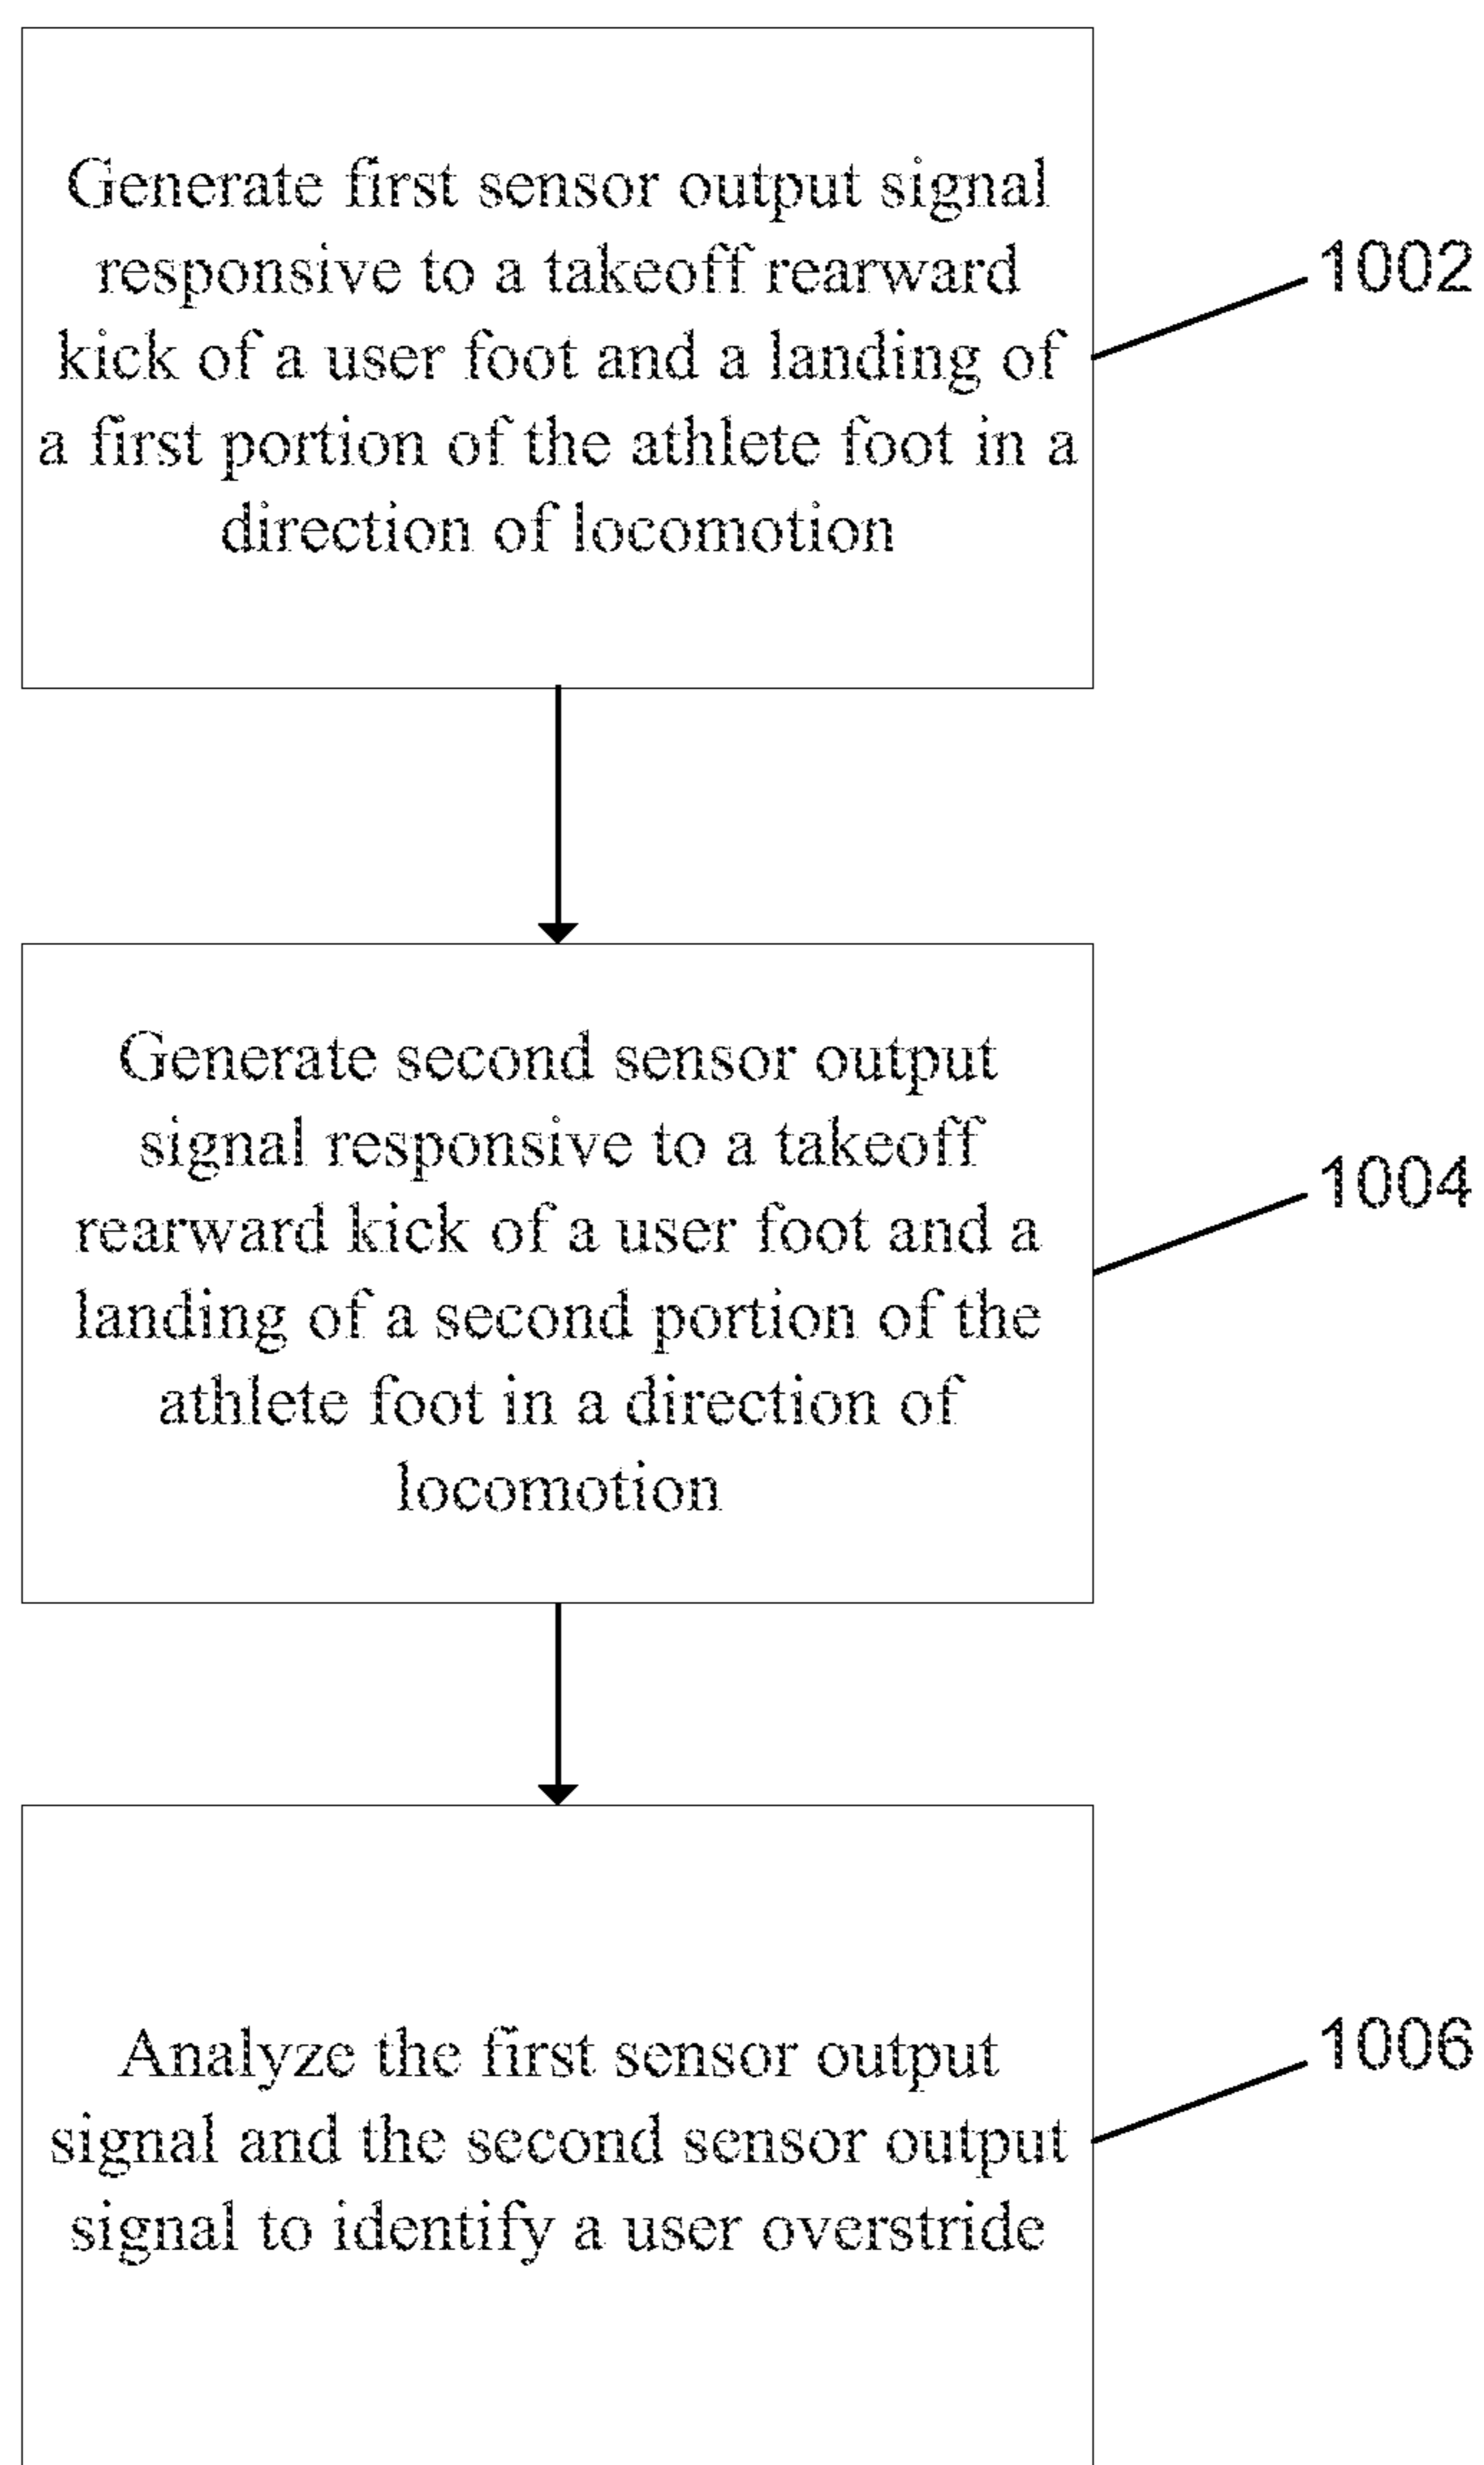 Generate first sensor output signal
responsive to a takeoff rearward
kick of a user foot and a landing of
a first portion of the athlete foot in a
direction of locomotion
1002
Generate second sensor output
signal responsive to a takeoff
rearward kick of a user foot and a
landing of a second portion of the
athlete foot in a direction of
locomotion
1004
Analyze the first sensor output
signal and the second sensor output
signal to identify a user overstride
1006